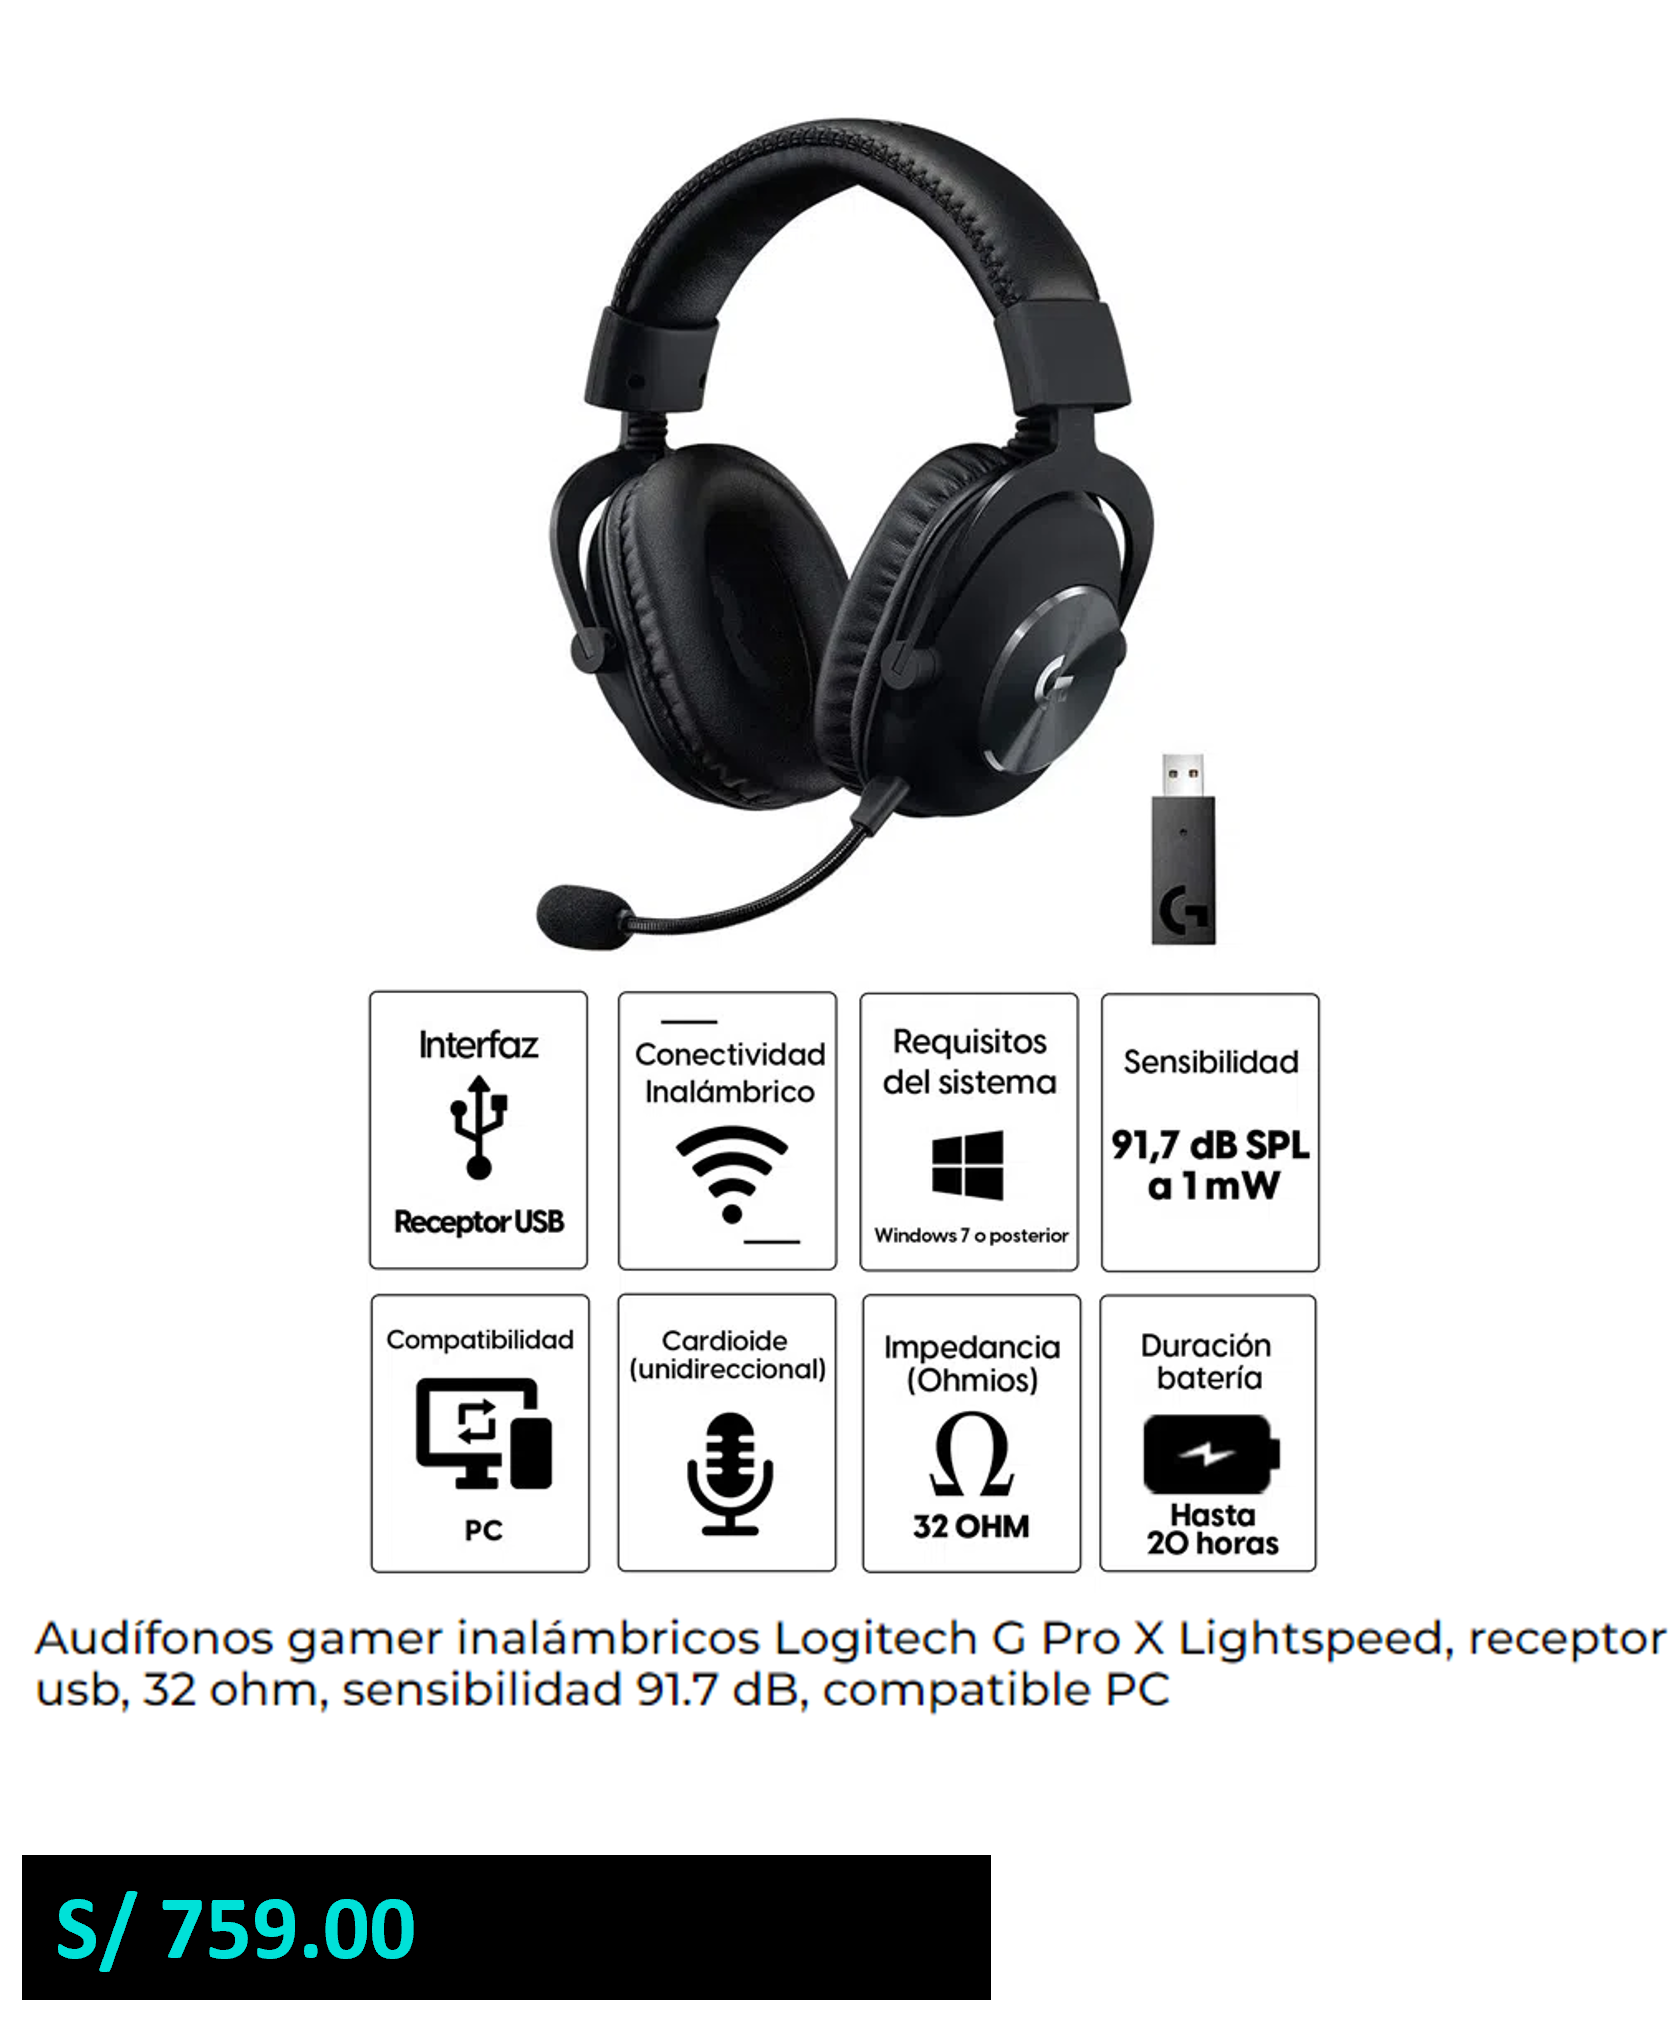 Interfaz
Receptor USB
Conectividad
Inalámbrico
Requisitos
del sistema
Windows 7 o posterior
Sensibilidad
91,7 dB SPL
a 1 mW
Compatibilidad
PC
Cardioide
(unidireccional)
Impedancia
(Ohmios)
Ω
32 OHM
Duración
batería
Hasta
20 horas
Audífonos gamer inalámbricos Logitech G Pro X Lightspeed, receptor
usb, 32 ohm, sensibilidad 91.7 dB, compatible PC
S/ 759.00